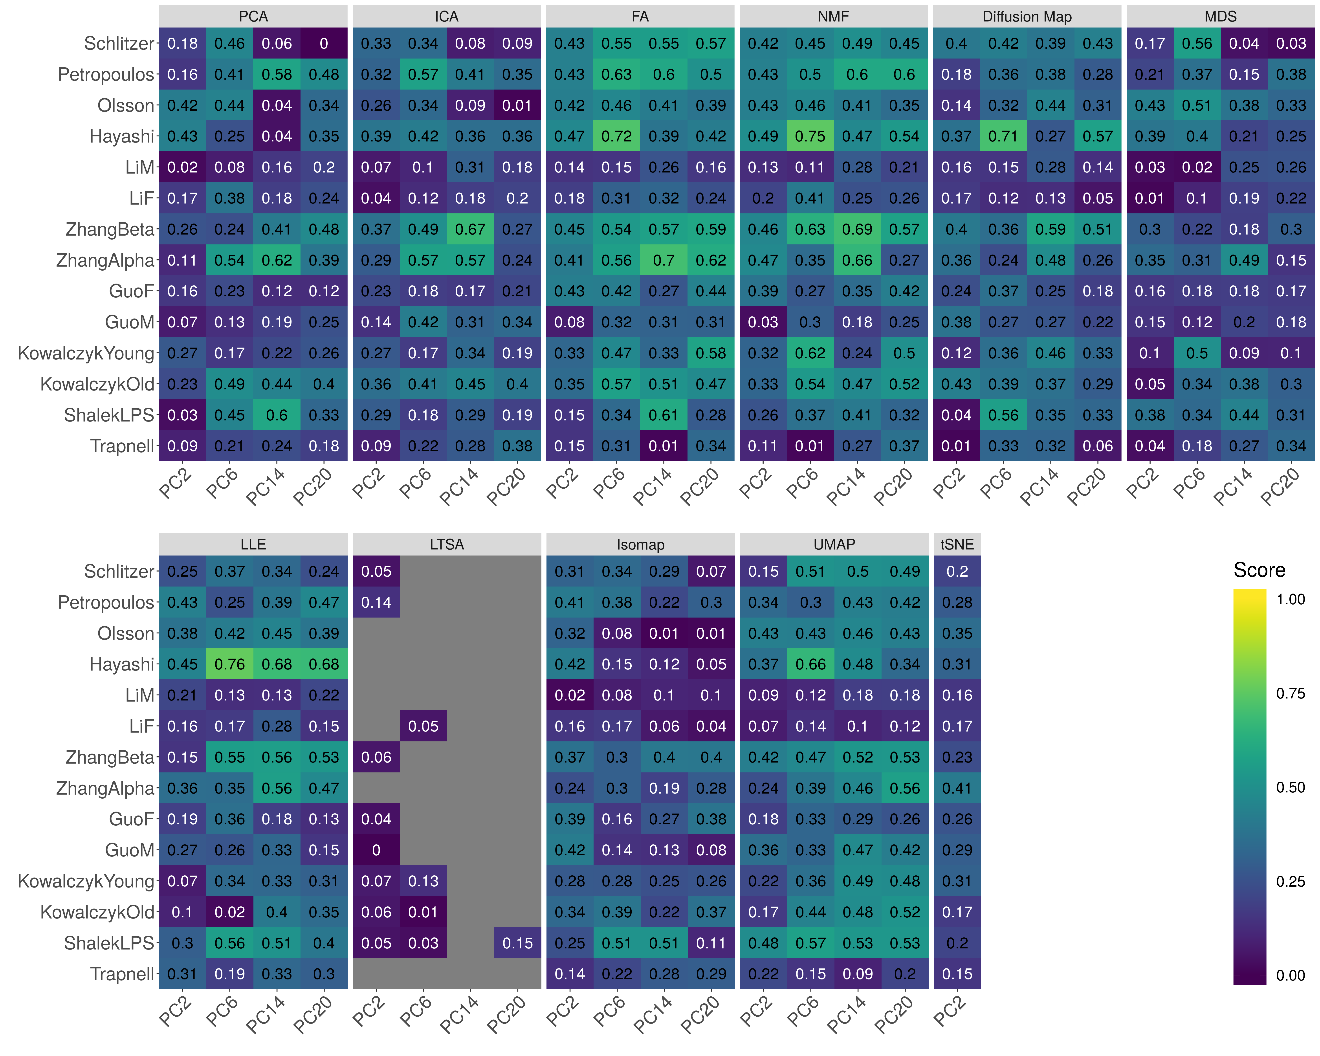 PCA ICA FA NMF Diffusion Map MDS
Schlitzer 0.18 0.46 0.06 0 0.33 0.34 0.08 0.09 0.43 0.55 0.55 0.57 0.42 0.45 0.49 0.45 0.4 0.42 0.39 0.43 0.17 0.56 0.04 0.03
Petropoulos 0.16 0.41 0.58 0.48 0.32 0.57 0.41 0.35 0.43 0.63 0.6 0.5 0.43 0.5 0.6 0.6 0.18 0.36 0.38 0.28 0.21 0.37 0.15 0.38
Olsson 0.42 0.44 0.04 0.34 0.26 0.34 0.09 0.01 0.42 0.46 0.41 0.39 0.43 0.46 0.41 0.35 0.14 0.32 0.44 0.31 0.43 0.51 0.38 0.33
Hayashi 0.43 0.25 0.04 0.35 0.39 0.42 0.36 0.36 0.47 0.72 0.39 0.42 0.49 0.75 0.47 0.54 0.37 0.71 0.27 0.57 0.39 0.4 0.21 0.25
LiM 0.02 0.08 0.16 0.2 0.07 0.1 0.31 0.18 0.14 0.15 0.26 0.16 0.13 0.11 0.28 0.21 0.16 0.15 0.28 0.14 0.03 0.02 0.25 0.26
LiF 0.17 0.38 0.18 0.24 0.04 0.12 0.18 0.2 0.18 0.31 0.32 0.24 0.2 0.41 0.25 0.26 0.17 0.12 0.13 0.05 0.01 0.1 0.19 0.22
ZhangBeta 0.26 0.24 0.41 0.48 0.37 0.49 0.67 0.27 0.45 0.54 0.57 0.59 0.46 0.63 0.69 0.57 0.4 0.36 0.59 0.51 0.3 0.22 0.18 0.3
ZhangAlpha 0.11 0.54 0.62 0.39 0.29 0.57 0.57 0.24 0.41 0.56 0.7 0.62 0.47 0.35 0.66 0.27 0.36 0.24 0.48 0.26 0.35 0.31 0.49 0.15
GuoF 0.16 0.23 0.12 0.12 0.23 0.18 0.17 0.21 0.43 0.42 0.27 0.44 0.39 0.27 0.35 0.42 0.24 0.37 0.25 0.18 0.16 0.18 0.18 0.17
GuoM 0.07 0.13 0.19 0.25 0.14 0.42 0.31 0.34 0.08 0.32 0.31 0.31 0.03 0.3 0.18 0.25 0.38 0.27 0.27 0.22 0.15 0.12 0.2 0.18
KowalczykYoung 0.27 0.17 0.22 0.26 0.27 0.17 0.34 0.19 0.33 0.47 0.33 0.58 0.32 0.62 0.24 0.5 0.12 0.36 0.46 0.33 0.1 0.5 0.09 0.1
KowalczykOld 0.23 0.49 0.44 0.4 0.36 0.41 0.45 0.4 0.35 0.57 0.51 0.47 0.33 0.54 0.47 0.52 0.43 0.39 0.37 0.29 0.05 0.34 0.38 0.3
ShalekLPS 0.03 0.45 0.6 0.33 0.29 0.18 0.29 0.19 0.15 0.34 0.61 0.28 0.26 0.37 0.41 0.32 0.04 0.56 0.35 0.33 0.38 0.34 0.44 0.31
Trapnell 0.09 0.21 0.24 0.18 0.09 0.22 0.28 0.38 0.15 0.31 0.01 0.34 0.11 0.01 0.27 0.37 0.01 0.33 0.32 0.06 0.04 0.18 0.27 0.34
PC2 PC6 PC14 PC20 PC2 PC6 PC14 PC20 PC2 PC6 PC14 PC20 PC2 PC6 PC14 PC20 PC2 PC6 PC14 PC20 PC2 PC6 PC14 PC20
LLE LTSA Isomap UMAP tSNE
Schlitzer 0.25 0.37 0.34 0.24 0.05 0.31 0.34 0.29 0.07 0.15 0.51 0.5 0.49 0.2
Petropoulos 0.43 0.25 0.39 0.47 0.14 0.41 0.38 0.22 0.3 0.34 0.3 0.43 0.42 0.28
Olsson 0.38 0.42 0.45 0.39 0.32 0.08 0.01 0.01 0.43 0.43 0.46 0.43 0.35
Hayashi 0.45 0.76 0.68 0.68 0.42 0.15 0.12 0.05 0.37 0.66 0.48 0.34 0.31
LiM 0.21 0.13 0.13 0.22 0.02 0.08 0.1 0.1 0.09 0.12 0.18 0.18 0.16
LiF 0.16 0.17 0.28 0.15 0.05 0.16 0.17 0.06 0.04 0.07 0.14 0.1 0.12 0.17
ZhangBeta 0.15 0.55 0.56 0.53 0.06 0.37 0.3 0.4 0.4 0.42 0.47 0.52 0.53 0.23
ZhangAlpha 0.36 0.35 0.56 0.47 0.24 0.3 0.19 0.28 0.24 0.39 0.46 0.56 0.41
GuoF 0.19 0.36 0.18 0.13 0.04 0.39 0.16 0.27 0.38 0.18 0.33 0.29 0.26 0.26
GuoM 0.27 0.26 0.33 0.15 0 0.42 0.14 0.13 0.08 0.36 0.33 0.47 0.42 0.29
KowalczykYoung 0.07 0.34 0.33 0.31 0.07 0.13 0.28 0.28 0.25 0.26 0.22 0.36 0.49 0.48 0.31
KowalczykOld 0.1 0.02 0.4 0.35 0.06 0.01 0.34 0.39 0.22 0.37 0.17 0.44 0.48 0.52 0.17
ShalekLPS 0.3 0.56 0.51 0.4 0.05 0.03 0.15 0.25 0.51 0.51 0.11 0.48 0.57 0.53 0.53 0.2
Trapnell 0.31 0.19 0.33 0.3 0.14 0.22 0.28 0.29 0.22 0.15 0.09 0.2 0.15
PC2 PC6 PC14 PC20 PC2 PC6 PC14 PC20 PC2 PC6 PC14 PC20 PC2 PC6 PC14 PC20 PC2
Score
1.00
0.75
0.50
0.25
0.00